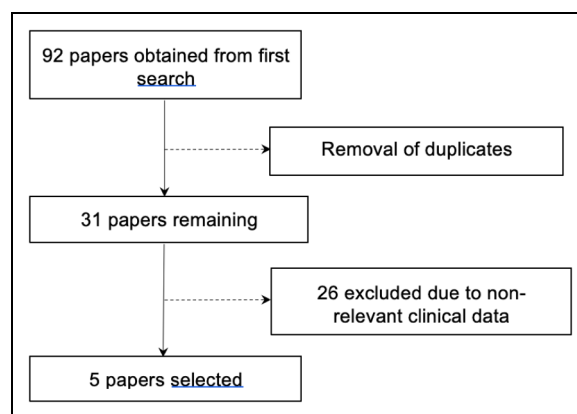 92 papers obtained from first
search
Removal of duplicates
31 papers remaining
26 excluded due to non-
relevant clinical data
5 papers selected